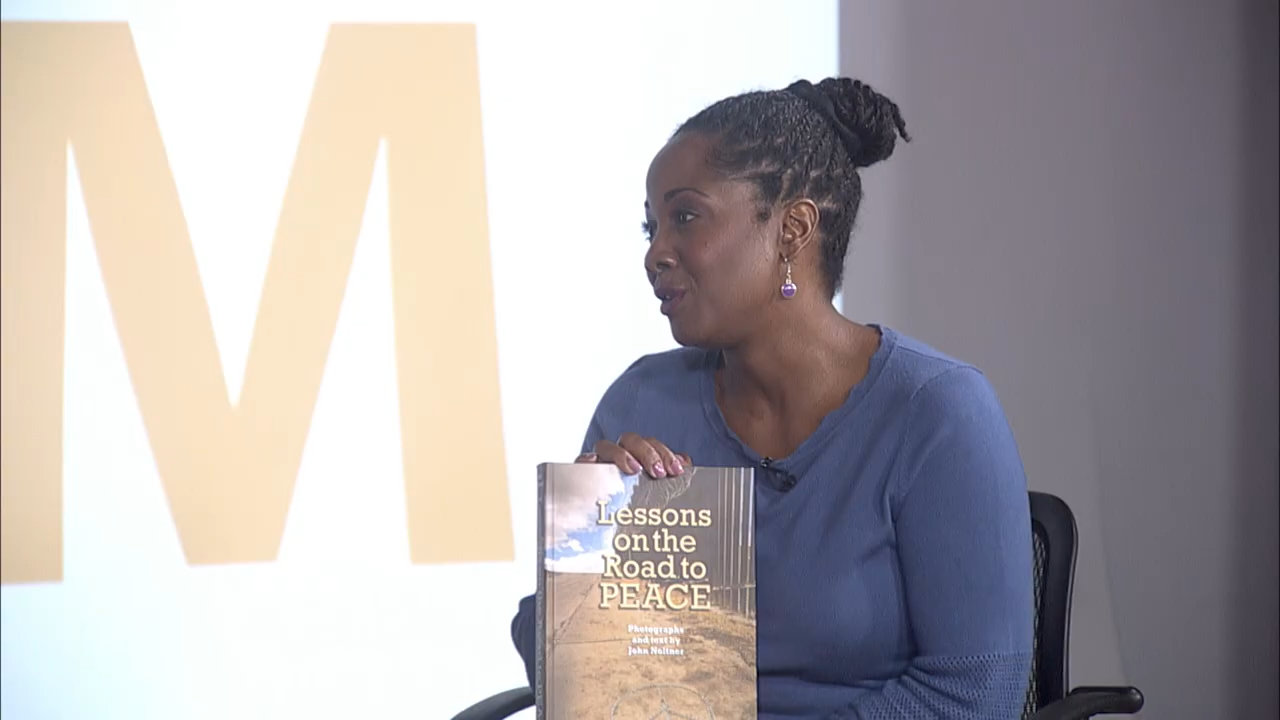 M
Lessons
on the
Road to
PEACE
Photographs
and text by
John Noltner